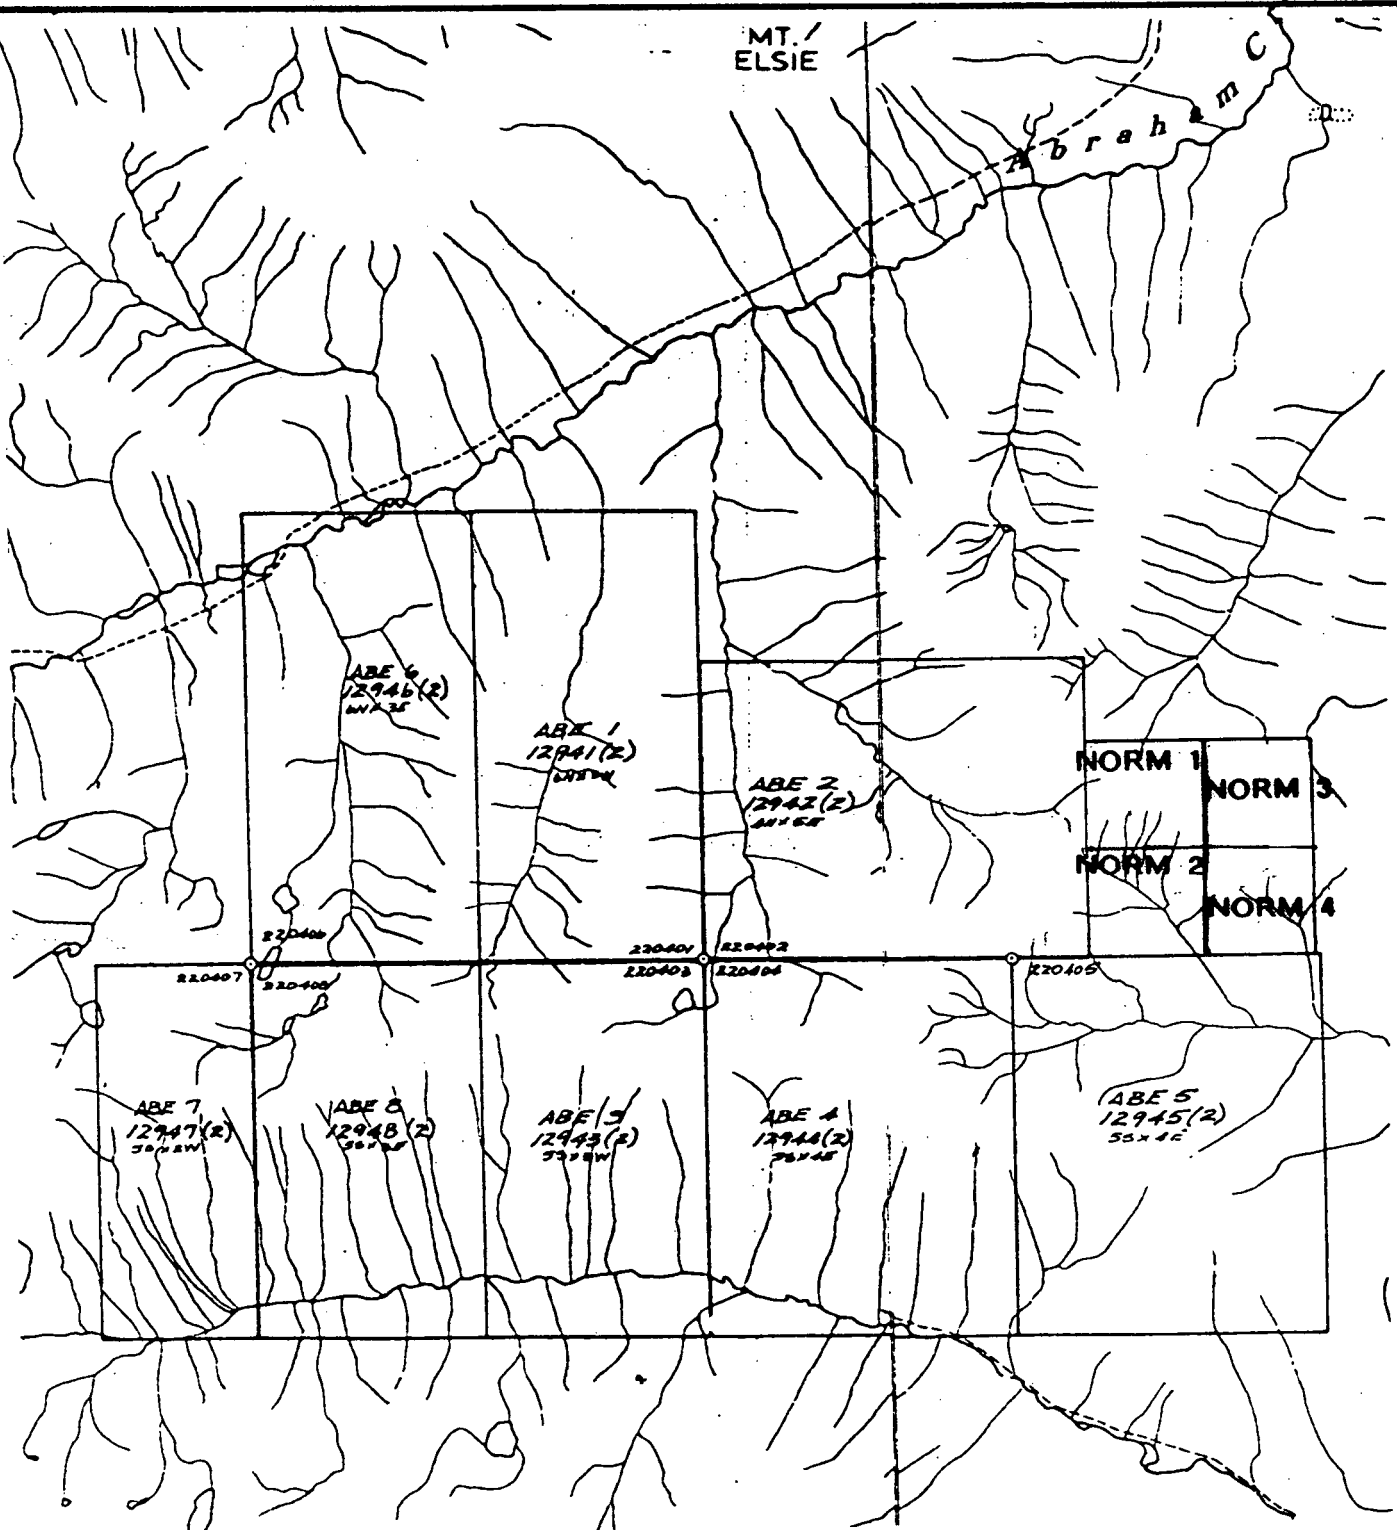 MT.
ELSIE
Abraham C
ABE 6
12946(2)
ABE 1
12941(2)
ABE 2
12942(2)
NORM 1
NORM 3
NORM 2
NORM 4
220406
220401 220402
220407
220408
220403 220404
220405
ABE 7
12947(2)
ABE 8
12948(2)
ABE 3
12943(2)
ABE 4
12944(2)
ABE 5
12945(2)
5S x 4E